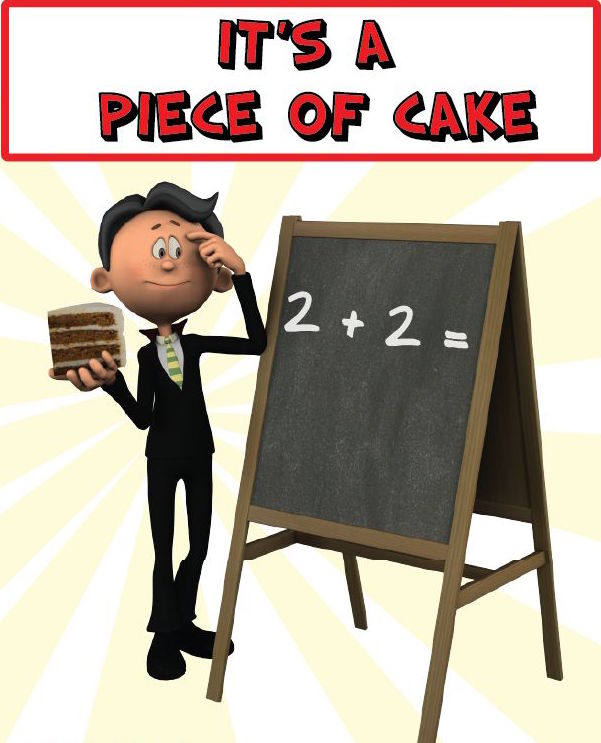 IT'S A
PIECE OF CAKE
2 + 2 =